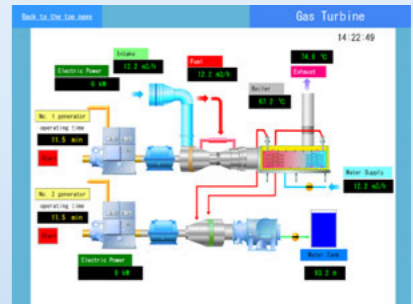 Back to the top page
Gas Turbine
14:22:49
Intake
12.2 m3/h
Fuel
12.2 m3/h
74.9 ℃
Exhaust
Electric Power
6 kW
Boiler
67.2 ℃
No. 1 generator
operating time
11.5 min
Start
Water Supply
12.2 m3/h
No. 2 generator
operating time
11.5 min
Start
Electric Power
6 kW
Water Tank
93.2 m